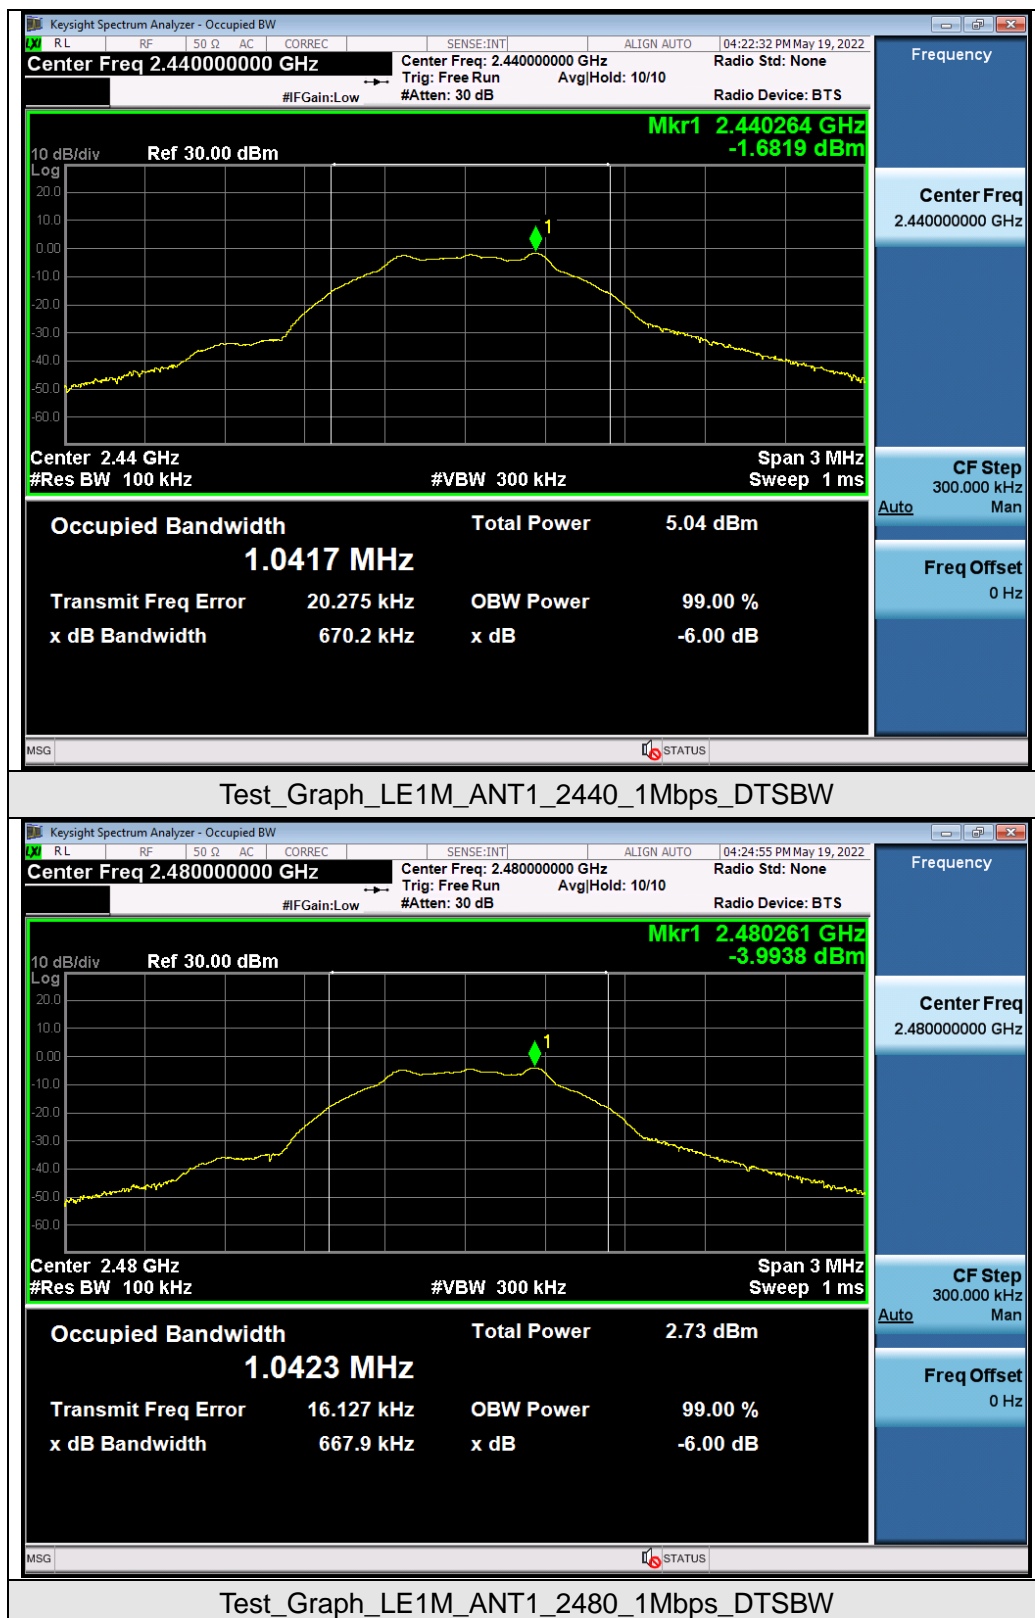 Keysight Spectrum Analyzer - Occupied BW
LXI RL RF 50 Ω AC CORREC SENSE:INT ALIGN AUTO 04:22:32 PM May 19, 2022
Center Freq 2.440000000 GHz
Center Freq: 2.440000000 GHz
Radio Std: None
Trig: Free Run Avg|Hold: 10/10
#IFGain:Low #Atten: 30 dB Radio Device: BTS
Frequency
Mkr1 2.440264 GHz
-1.6819 dBm
10 dB/div Ref 30.00 dBm
Log
20.0
10.0
0.00
-10.0
-20.0
-30.0
-40.0
-50.0
-60.0
1
Center 2.44 GHz Span 3 MHz
#Res BW 100 kHz #VBW 300 kHz Sweep 1 ms
Center Freq
2.440000000 GHz
CF Step
300.000 kHz
Auto Man
Freq Offset
0 Hz
Occupied Bandwidth Total Power 5.04 dBm
1.0417 MHz
Transmit Freq Error 20.275 kHz OBW Power 99.00 %
x dB Bandwidth 670.2 kHz x dB -6.00 dB
MSG STATUS
Test_Graph_LE1M_ANT1_2440_1Mbps_DTSBW
Keysight Spectrum Analyzer - Occupied BW
LXI RL RF 50 Ω AC CORREC SENSE:INT ALIGN AUTO 04:24:55 PM May 19, 2022
Center Freq 2.480000000 GHz
Center Freq: 2.480000000 GHz
Radio Std: None
Trig: Free Run Avg|Hold: 10/10
#IFGain:Low #Atten: 30 dB Radio Device: BTS
Frequency
Mkr1 2.480261 GHz
-3.9938 dBm
10 dB/div Ref 30.00 dBm
Log
20.0
10.0
0.00
-10.0
-20.0
-30.0
-40.0
-50.0
-60.0
1
Center 2.48 GHz Span 3 MHz
#Res BW 100 kHz #VBW 300 kHz Sweep 1 ms
Center Freq
2.480000000 GHz
CF Step
300.000 kHz
Auto Man
Freq Offset
0 Hz
Occupied Bandwidth Total Power 2.73 dBm
1.0423 MHz
Transmit Freq Error 16.127 kHz OBW Power 99.00 %
x dB Bandwidth 667.9 kHz x dB -6.00 dB
MSG STATUS
Test_Graph_LE1M_ANT1_2480_1Mbps_DTSBW